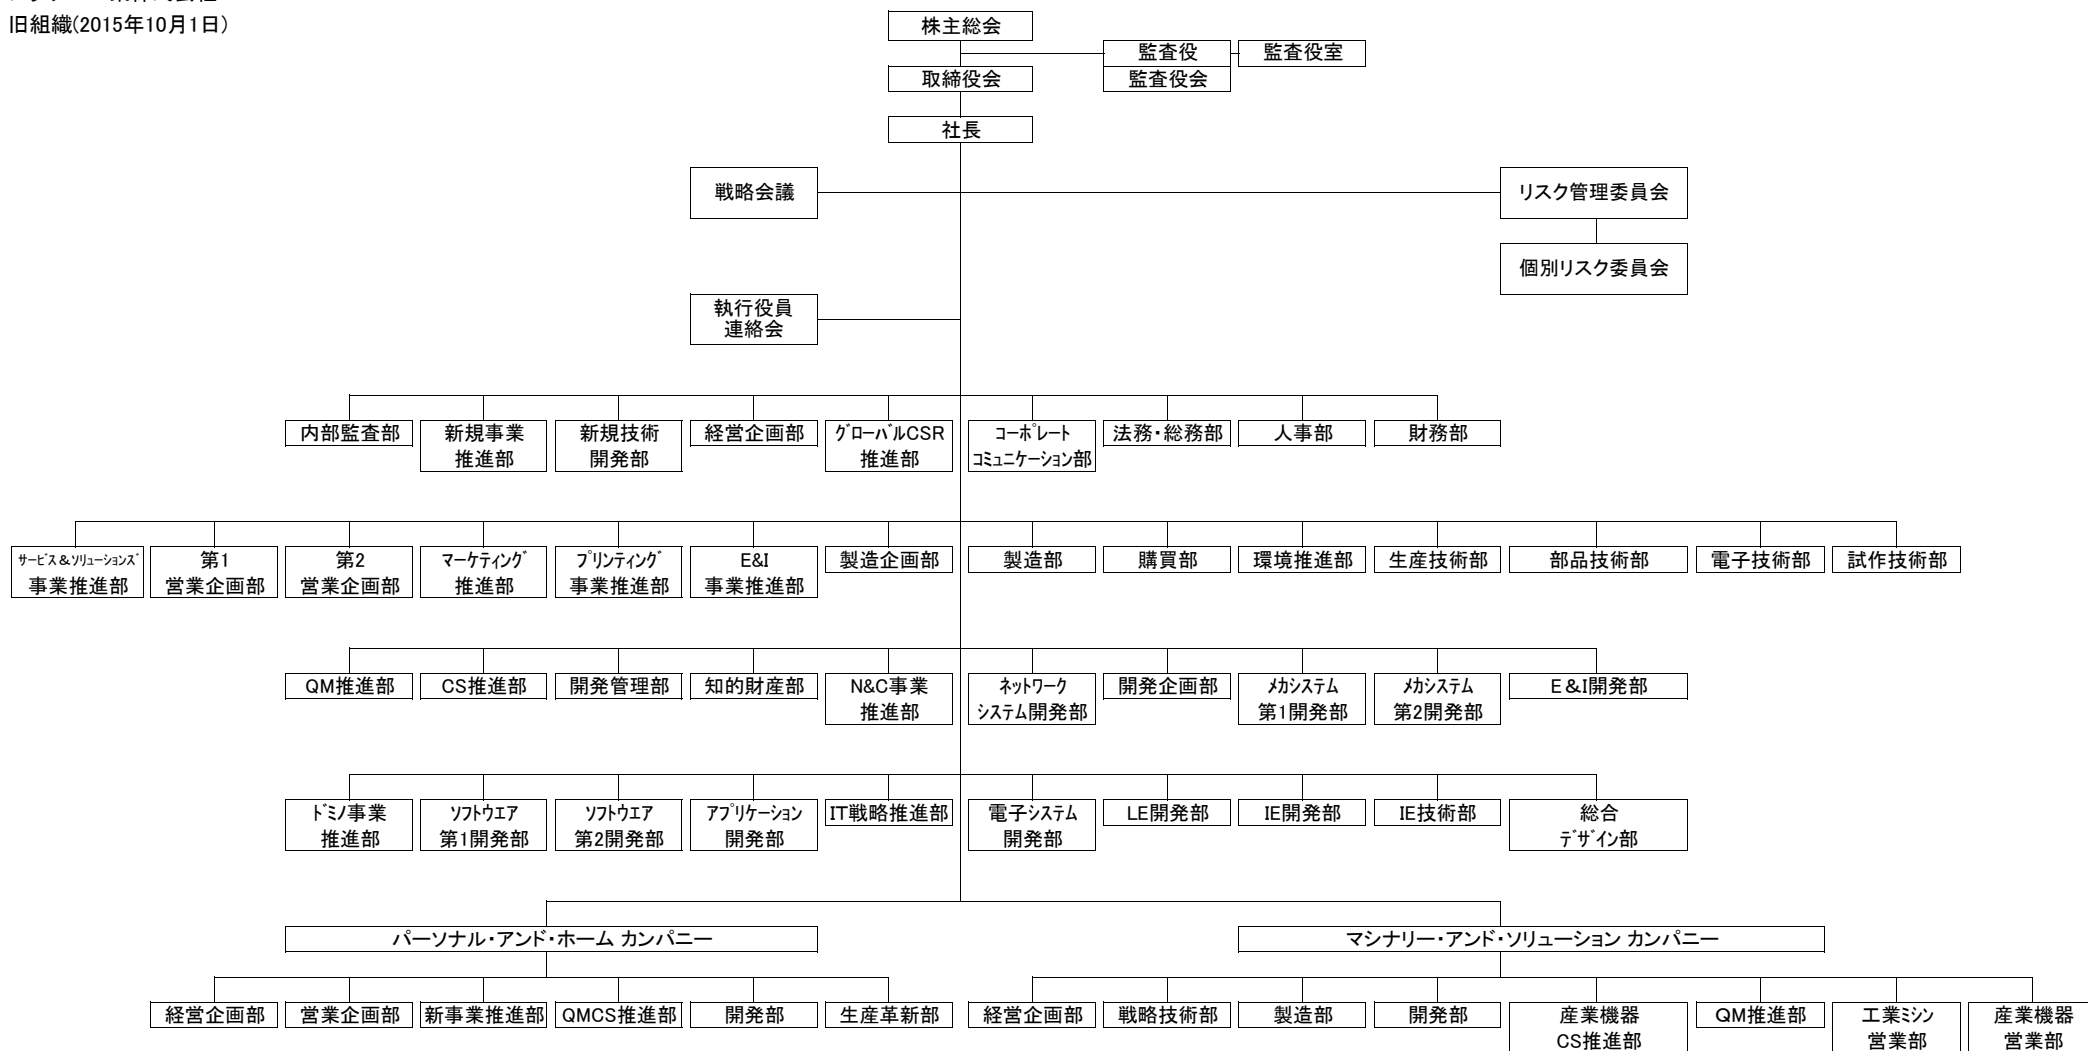 旧組織(2015年10月1日)
株主総会
監査役
監査役室
取締役会
監査役会
社長
戦略会議
リスク管理委員会
個別リスク委員会
執行役員
連絡会
内部監査部
新規事業
推進部
新規技術
開発部
経営企画部
ｸﾞﾛｰﾊﾞﾙCSR
推進部
ｺｰﾎﾟﾚｰﾄ
ｺﾐｭﾆｹｰｼｮﾝ部
法務・総務部
人事部
財務部
ｻｰﾋﾞｽ＆ｿﾘｭｰｼｮﾝｽﾞ
事業推進部
第1
営業企画部
第2
営業企画部
ﾏｰｹﾃｨﾝｸﾞ
推進部
ﾌﾟﾘﾝﾃｨﾝｸﾞ
事業推進部
E&I
事業推進部
製造企画部
製造部
購買部
環境推進部
生産技術部
部品技術部
電子技術部
試作技術部
QM推進部
CS推進部
開発管理部
知的財産部
N&C事業
推進部
ﾈｯﾄﾜｰｸ
ｼｽﾃﾑ開発部
開発企画部
ﾒｶｼｽﾃﾑ
第1開発部
ﾒｶｼｽﾃﾑ
第2開発部
E＆I開発部
ﾄﾞﾐﾉ事業
推進部
ｿﾌﾄｳｴｱ
第1開発部
ｿﾌﾄｳｴｱ
第2開発部
ｱﾌﾟﾘｹｰｼｮﾝ
開発部
IT戦略推進部
電子ｼｽﾃﾑ
開発部
LE開発部
IE開発部
IE技術部
総合
ﾃﾞｻﾞｲﾝ部
パーソナル・アンド・ホーム カンパニー
マシナリー・アンド・ソリューション カンパニー
経営企画部
営業企画部
新事業推進部
QMCS推進部
開発部
生産革新部
経営企画部
戦略技術部
製造部
開発部
産業機器
CS推進部
QM推進部
工業ﾐｼﾝ
営業部
産業機器
営業部